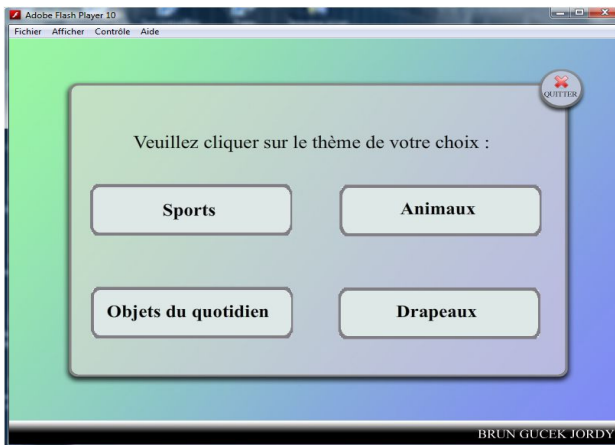 Adobe Flash Player 10
Fichier Afficher Contrôle Aide
QUITTER
Veuillez cliquer sur le thème de votre choix :
Sports
Animaux
Objets du quotidien
Drapeaux
BRUN GUCEK JORDY